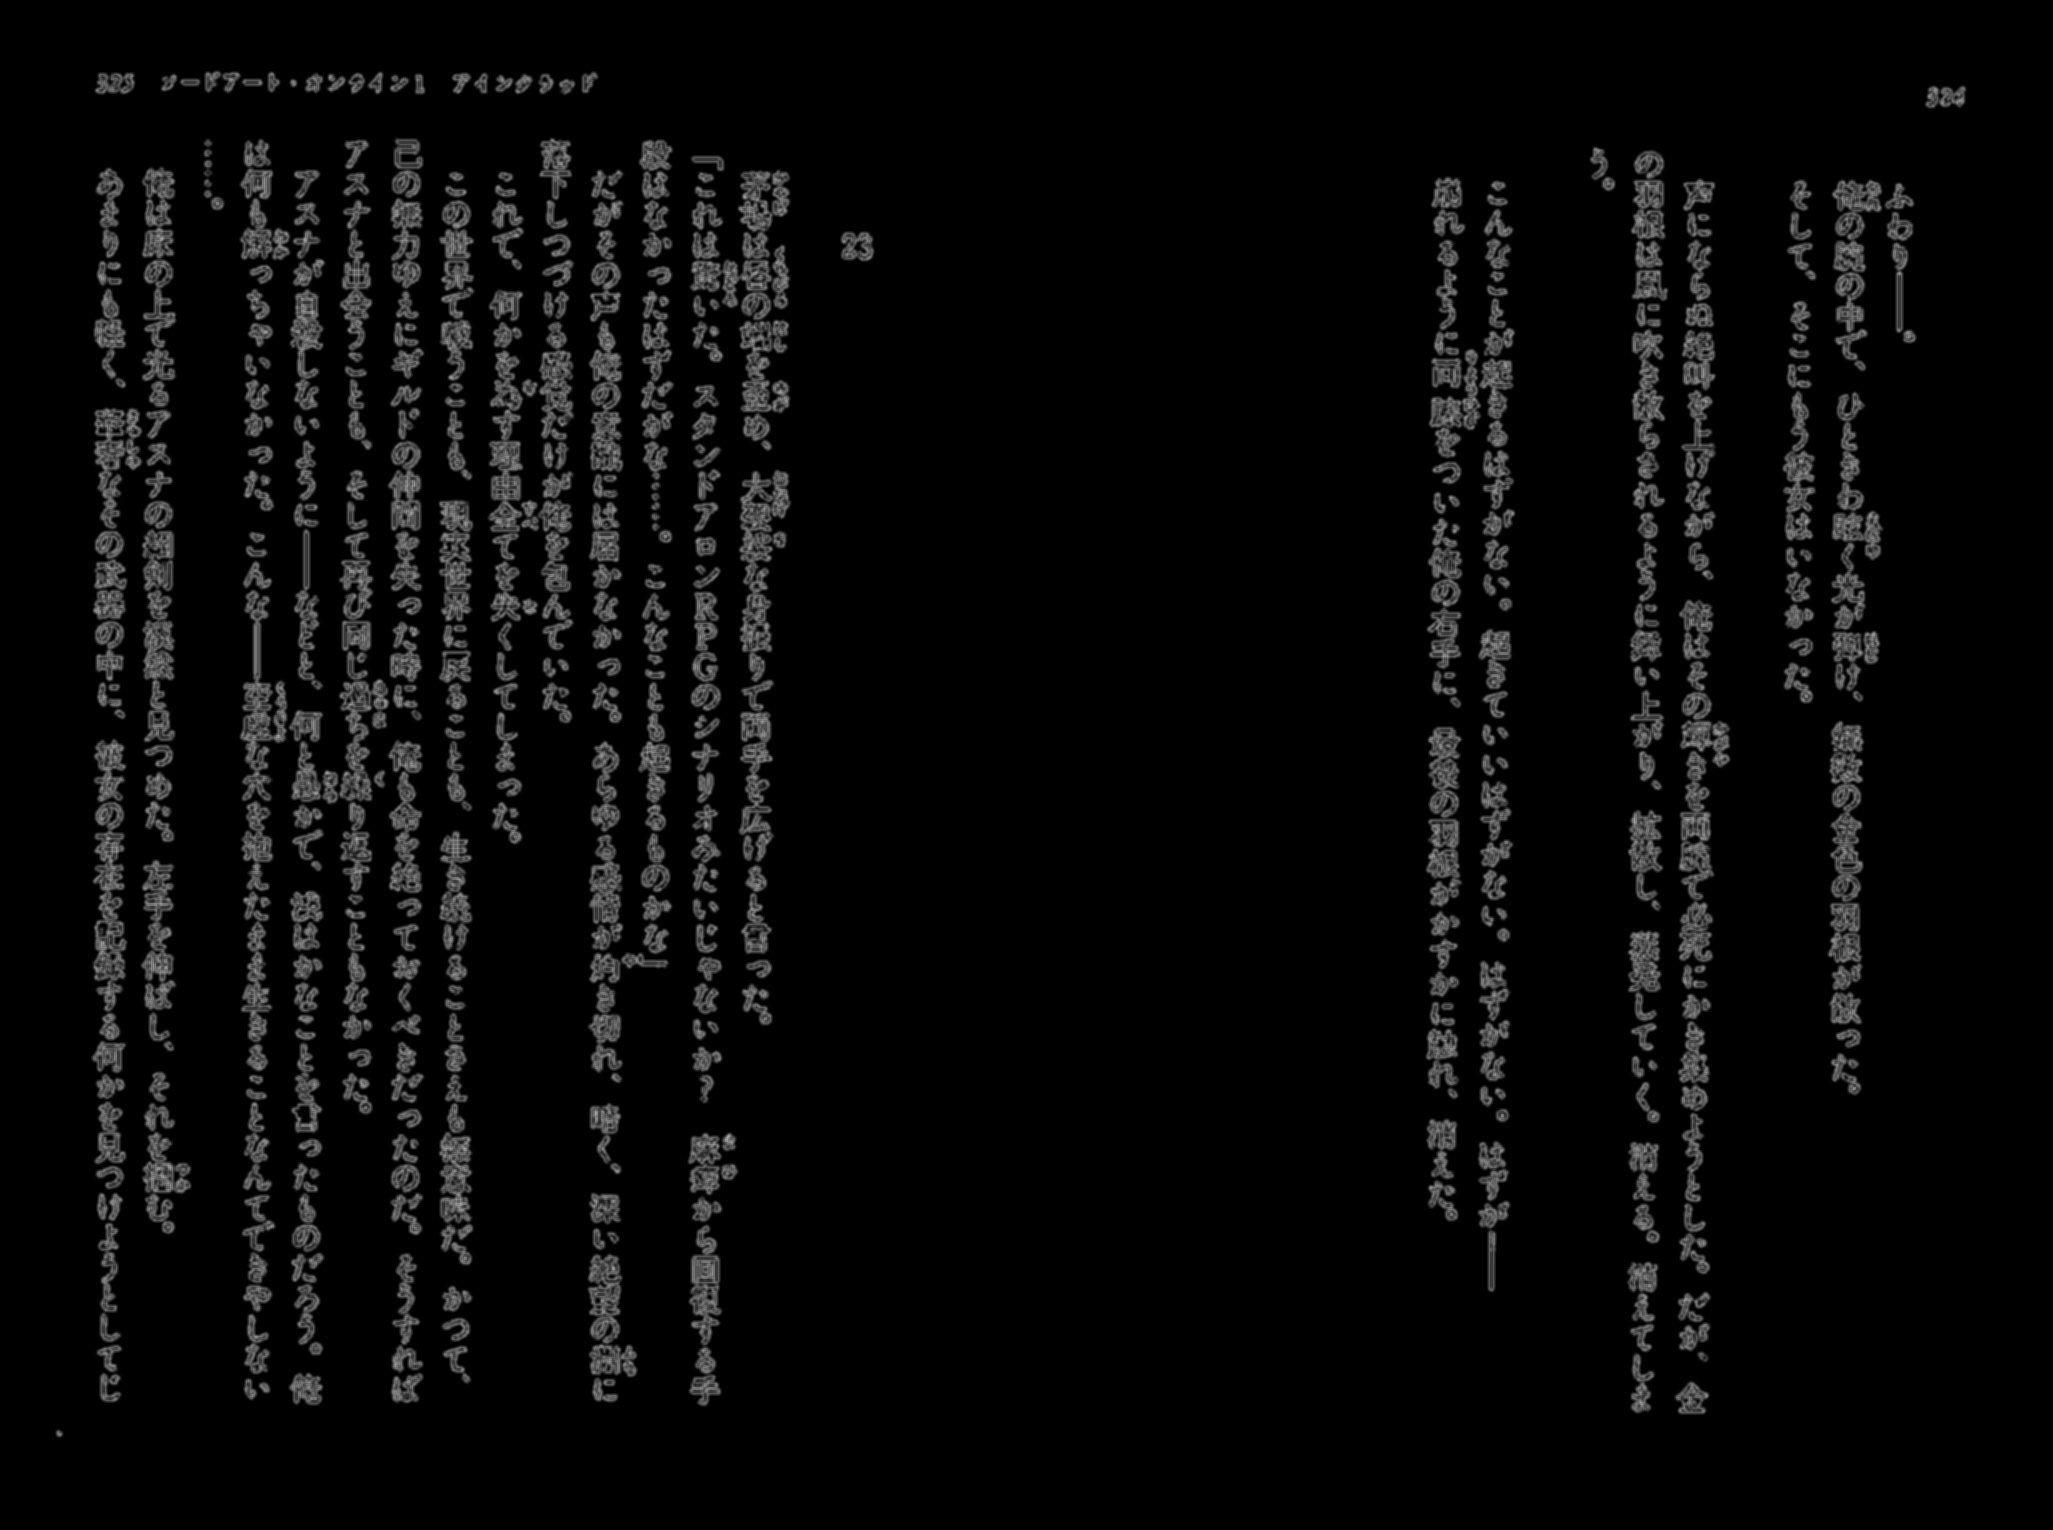 324
ふわり――。
俺の腕の中で、ひときわ眩く光が弾け、無数の金色の羽根が散った。
そして、そこにもう彼女はいなかった。
声にならぬ絶叫を上げながら、俺はその輝きを両腕で必死にかき集めようとした。だが、金
の羽根は風に吹き散らされるように舞い上がり、拡散し、蒸発していく。消える。消えてしま
う。
こんなことが起きるはずがない。起きていいはずがない。はずがない。はずが――
崩れるように両膝をついた俺の右手に、最後の羽根がかすかに触れ、消えた。
325 ソードアート・オンライン1 アインクラッド
23
茅場は唇の端を歪め、大袈裟な身振りで両手を広げると言った。
「これは驚いた。スタンドアロンRPGのシナリオみたいじゃないか? 麻痺から回復する手
段はなかったはずだがな……。こんなことも起きるものかな」
だがその声も俺の意識には届かなかった。あらゆる感情が灼き切れ、暗く、深い絶望の淵に
落下しつづける感覚だけが俺を包んでいた。
これで、何かを為す理由全てを失くしてしまった。
この世界で戦うことも、現実世界に戻ることも、生き続けることさえも無意味だ。かつて、
己の無力ゆえにギルドの仲間を失った時に、俺も命を絶っておくべきだったのだ。そうすれば
アスナと出会うことも、そして再び同じ過ちを繰り返すこともなかった。
アスナが自殺しないように――などと、何と愚かで、浅はかなことを言ったものだろう。俺
は何も解っちゃいなかった。こんな――空虚な穴を抱えたまま生きることなんてできやしない
……。
俺は床の上で光るアスナの細剣を漠然と見つめた。左手を伸ばし、それを掴む。
あまりにも軽く、華奢なその武器の中に、彼女の存在を記録する何かを見つけようとしてじ